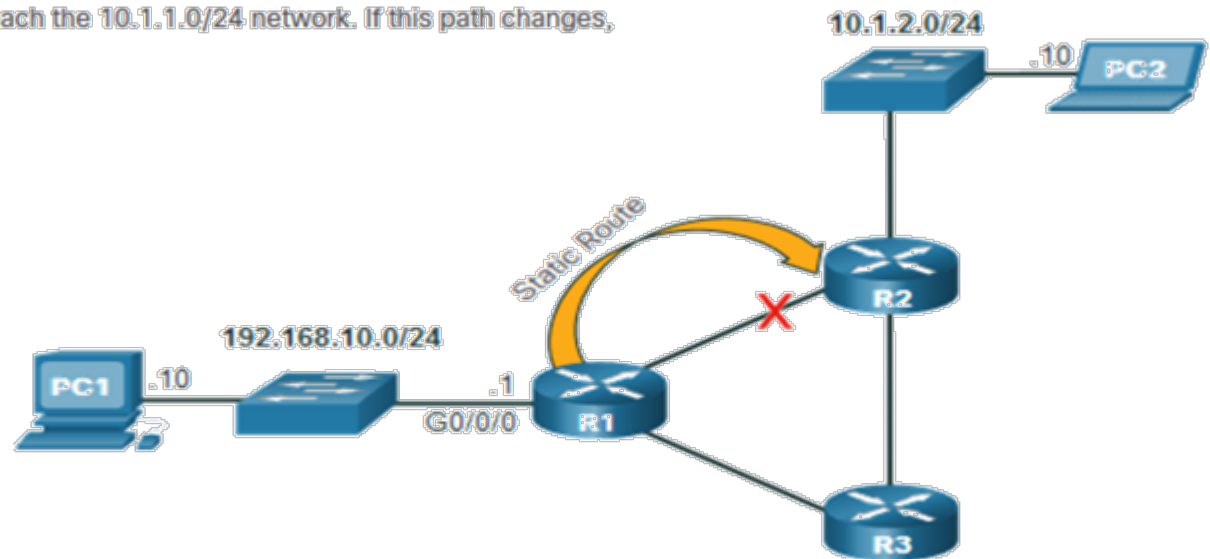 ach the 10.1.1.0/24 network. If this path changes,
10.1.2.0/24
.10
PC2
Static Route
R2
192.168.10.0/24
PC1
.10
.1
G0/0/0
R1
R3